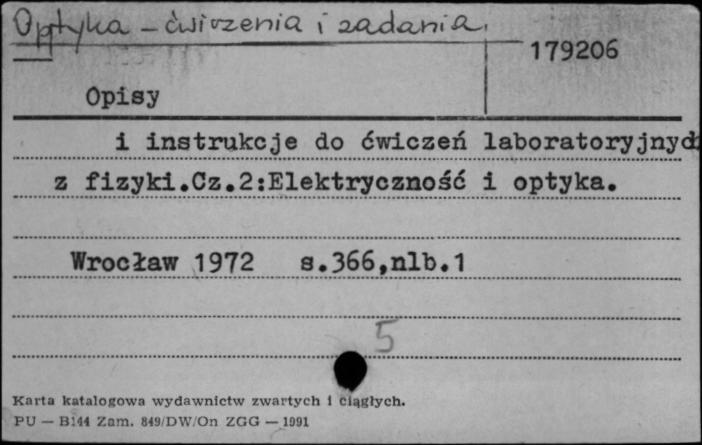 Optyka – ćwiczenia i zadania.
179206
Opisy
i instrukcje do ćwiczeń laboratoryjnych
z fizyki.Cz.2:Elektryczność i optyka.
Wrocław 1972 s.366,nlb.1
5
Karta katalogowa wydawnictw zwartych i ciągłych.
PU — B144 Zam. 849/DW/On ZGG — 1991